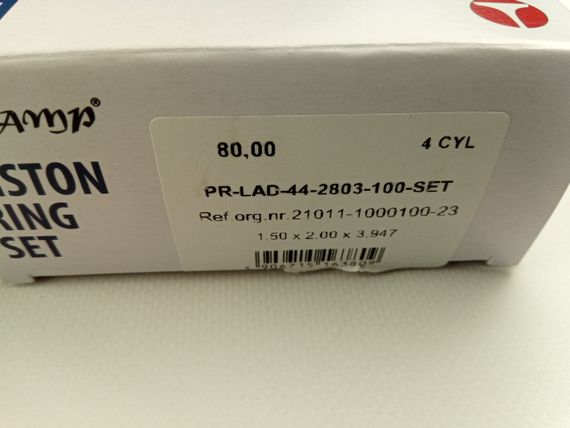 AMP®
80,00
4 CYL
PR-LAD-44-2803-100-SET
ISTON
RING
SET
Ref.org.nr.21011-1000100-23
1.50 x 2.00 x 3.947